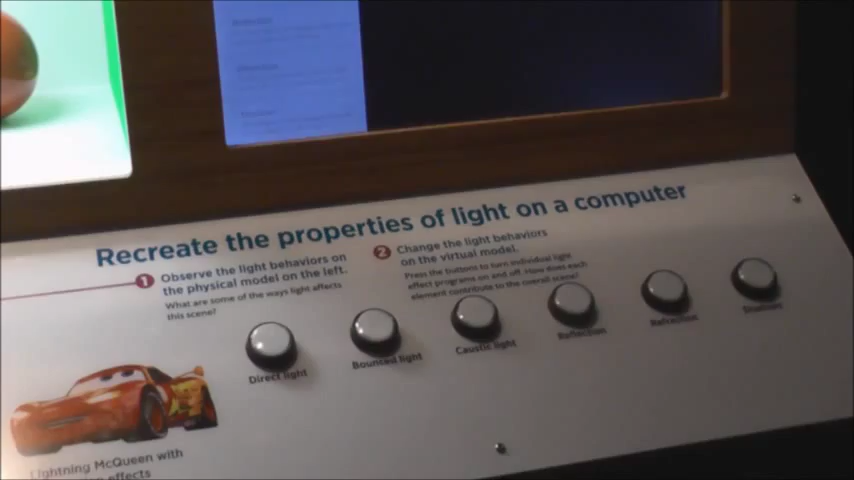 Recreate the properties of light on a computer
1 Observe the light behaviors on
the physical model on the left.
What are some of the ways light affects
this scene?
2 Change the light behaviors
on the virtual model.
Press the buttons to turn individual light
effect programs on and off. How does each
element contribute to the overall scene?
Direct light
Bounced light
Caustic light
Reflection
Refraction
Shadows
Lightning McQueen with
effects